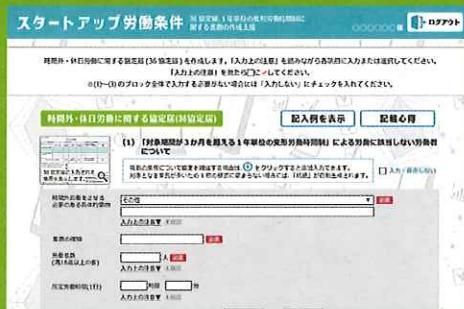 スタートアップ労働条件
36協定届、1年単位の変形労働時間制に
関する書類の作成支援
様
ログアウト
時間外・休日労働に関する協定届(36協定届)を作成します。「入力上の注意」を読みながら各項目に入力または選択してください。
「入力上の注意」を読むたら□に✓してください。
※(1)~(3)のブロック全体で入力する必要がない場合には「入力しない」にチェックを入れてください。
時間外・休日労働に関する協定届(36協定届)
記入例を表示
記載心得
(1) 「対象期間が3か月を超える1年単位の変形労働時間制」による労働に該当しない労働者
について
時間外労働をさせる
必要のある具体的事由
その他
必須
入力上の注意▼
業務の種類
必須
労働者数
(満18歳以上の者)
人
必須
入力上の注意▼
所定労働時間(1日)
時間
分
入力上の注意▼